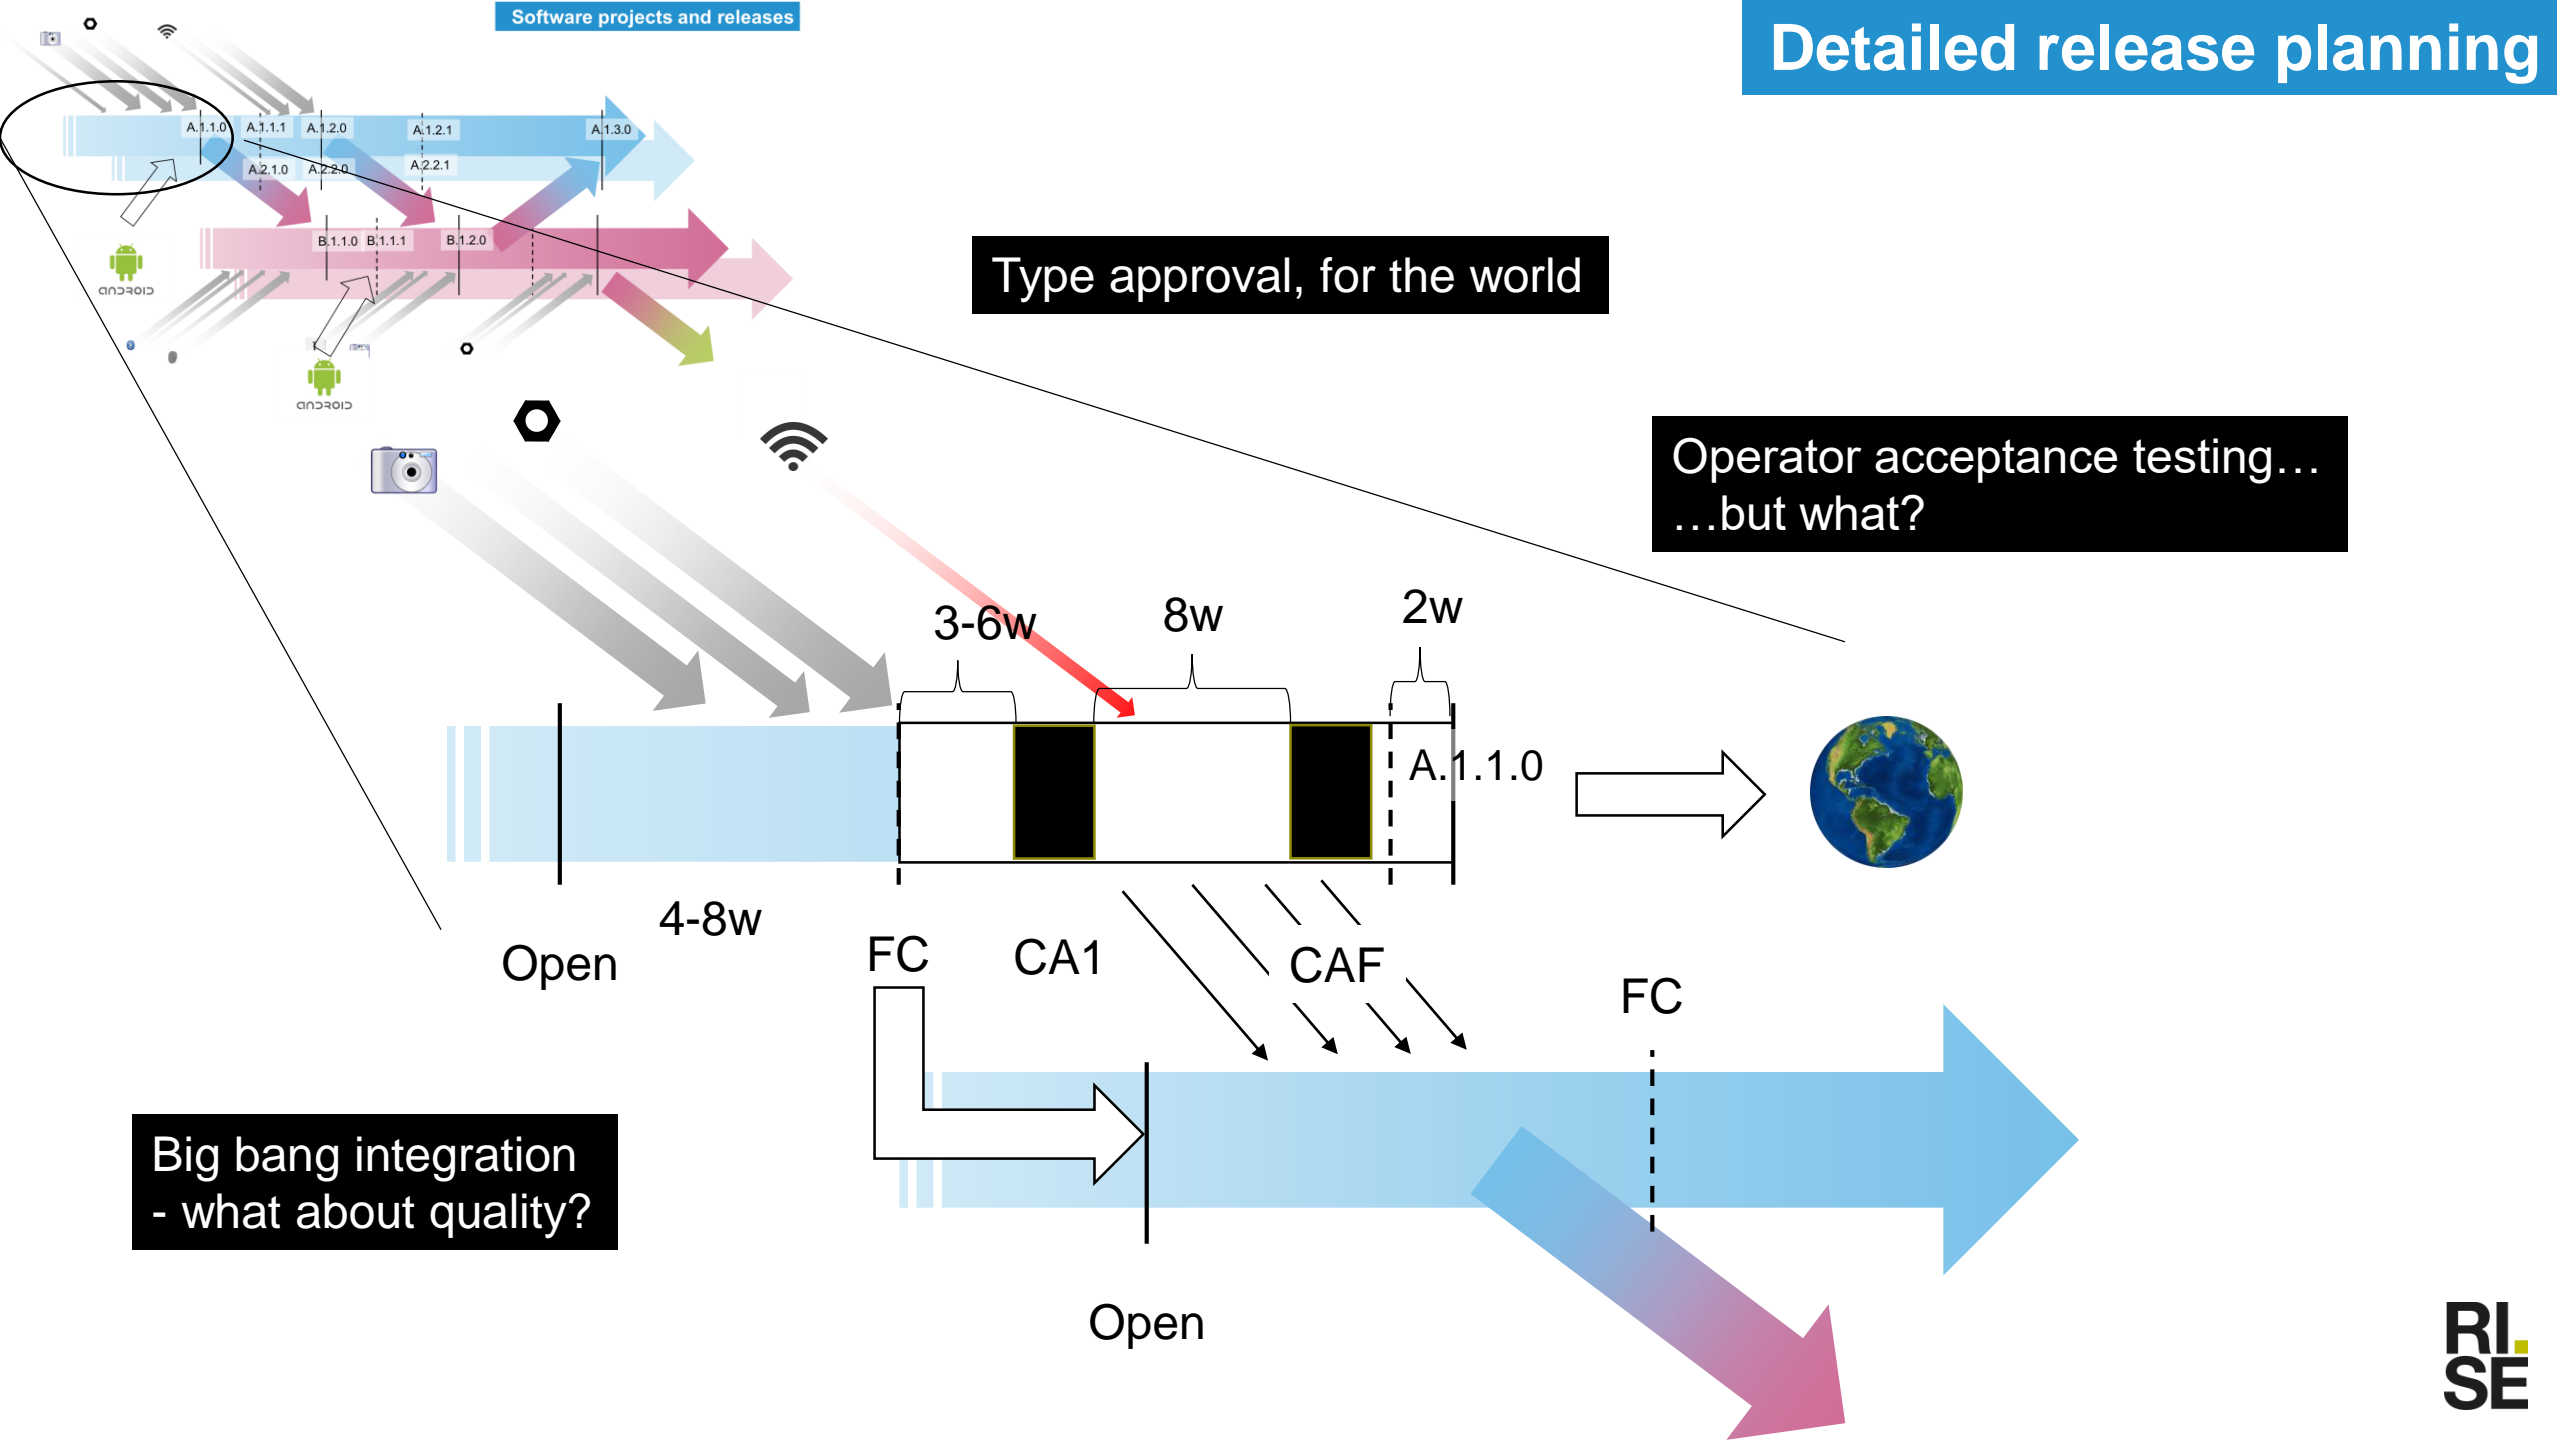 Software projects and releases
Detailed release planning
A.1.1.0
A.1.1.1
A.1.2.0
A.1.2.1
A.1.3.0
A.2.1.0
A.2.2.0
A.2.2.1
B.1.1.0
B.1.1.1
B.1.2.0
ANDROID
ANDROID
Type approval, for the world
Operator acceptance testing…
…but what?
3-6w
8w
2w
A.1.1.0
4-8w
Open
FC
CA1
CAF
FC
Big bang integration
- what about quality?
Open
RI.
SE